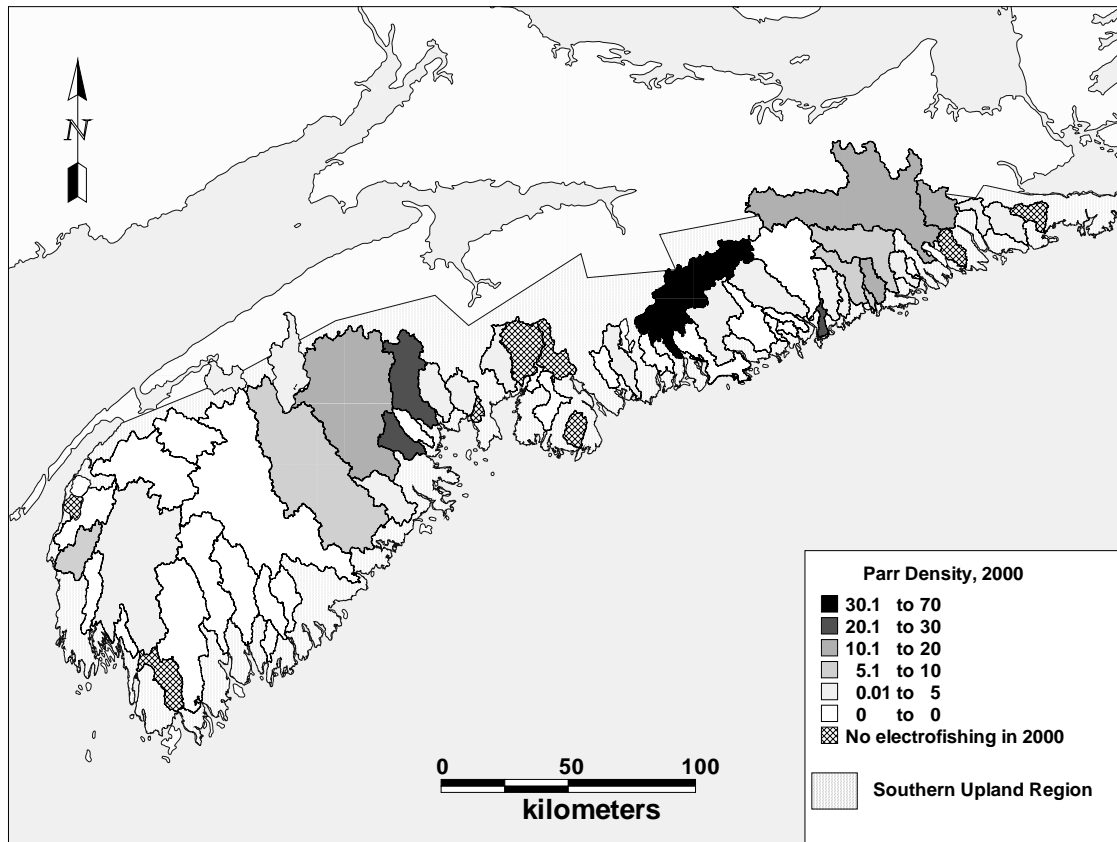 N
Parr Density, 2000
30.1 to 70
20.1 to 30
10.1 to 20
5.1 to 10
0.01 to 5
0 to 0
No electrofishing in 2000
Southern Upland Region
0 50 100
kilometers